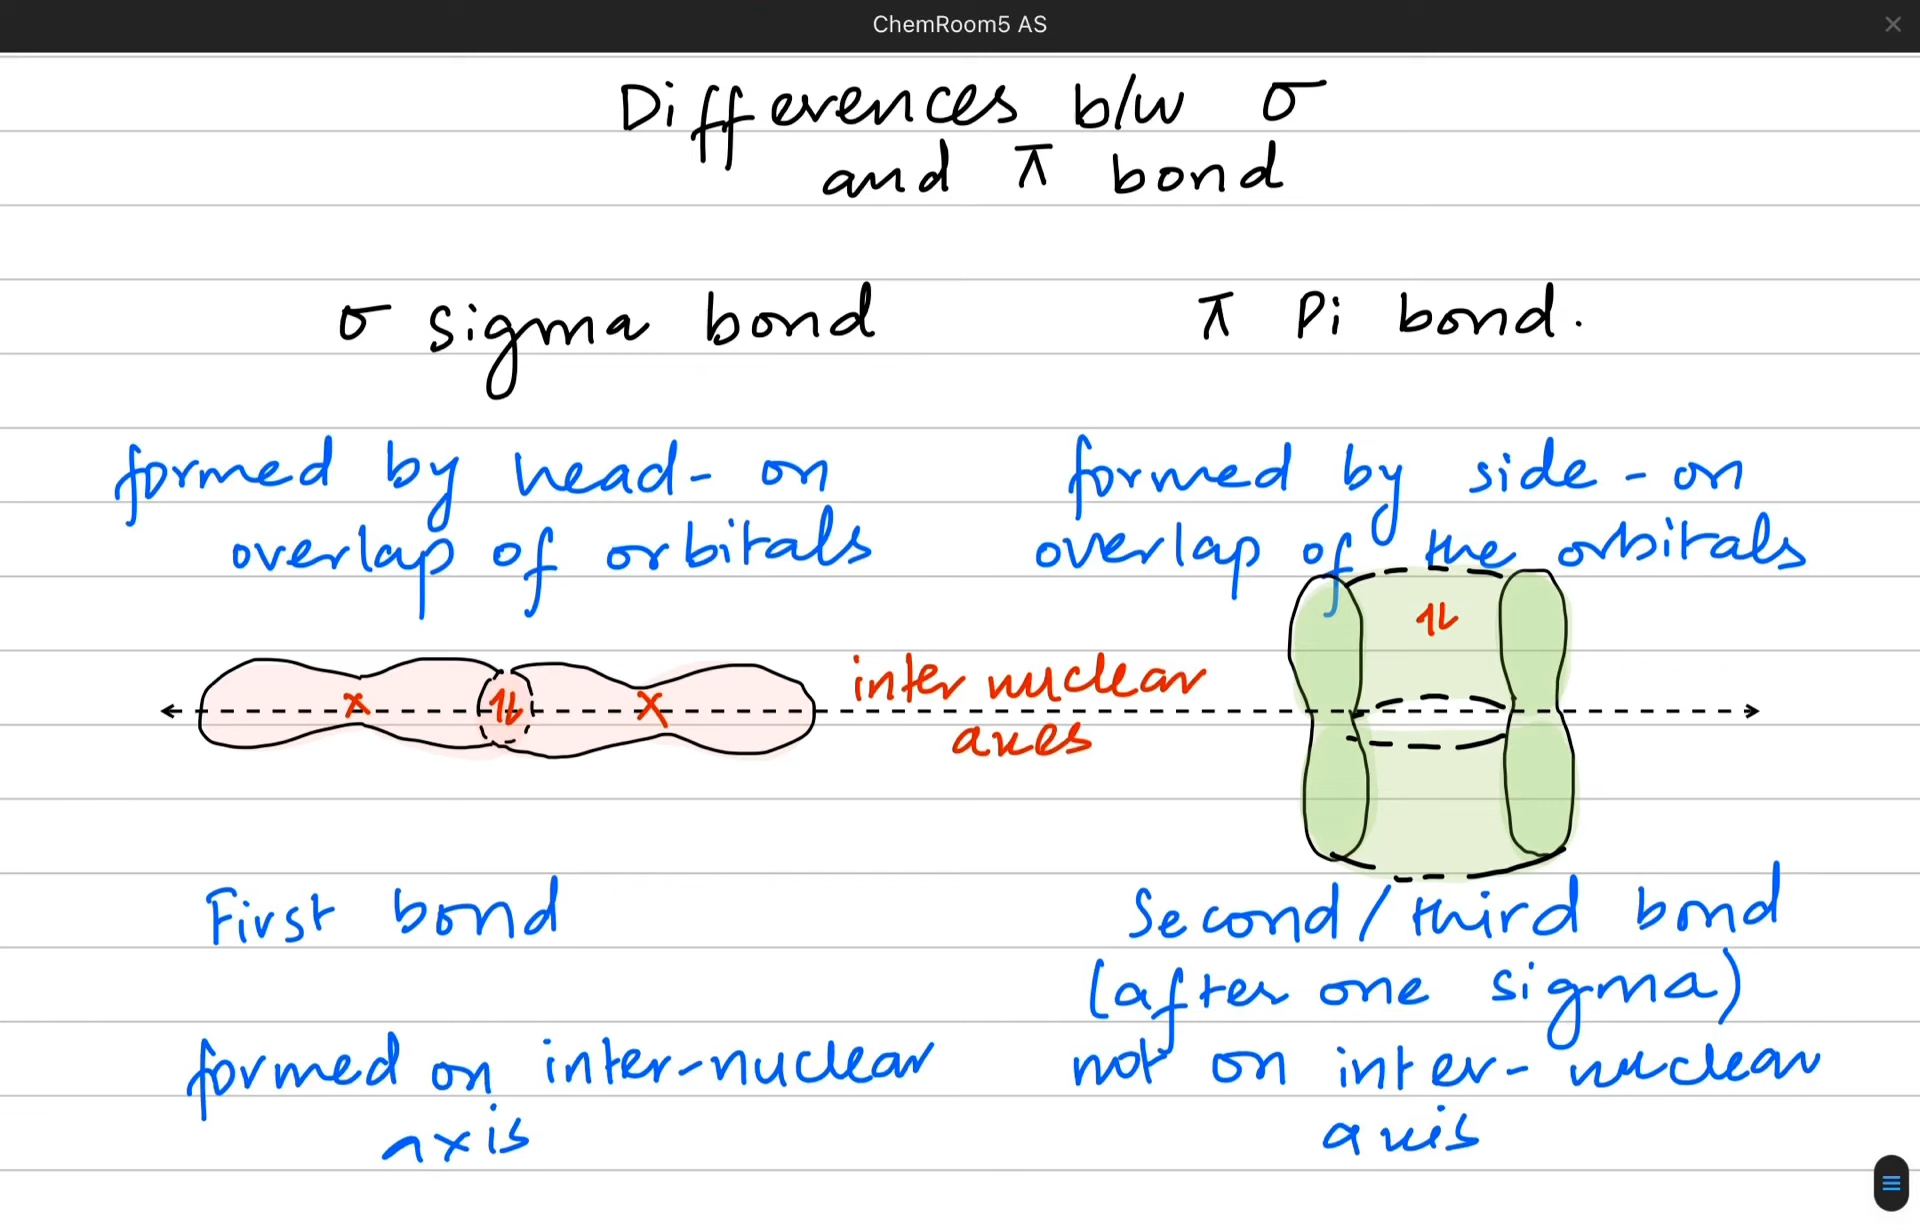 ChemRoom5 AS
Differences b/w σ
and π bond
σ sigma bond
π Pi bond.
formed by head-on
overlap of orbitals
formed by side-on
overlap of the orbitals
x
1l
x
inter nuclear
axes
1l
First bond
Second/third bond
(after one sigma)
formed on inter-nuclear
axis
not on inter-nuclear
axis